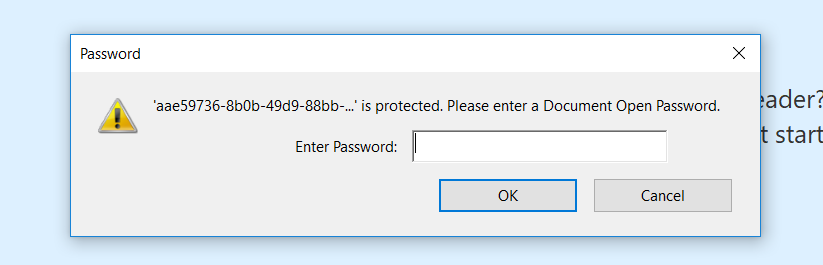 Password
'aae59736-8b0b-49d9-88bb-...' is protected. Please enter a Document Open Password.
eader?
Enter Password:
t start
OK
Cancel